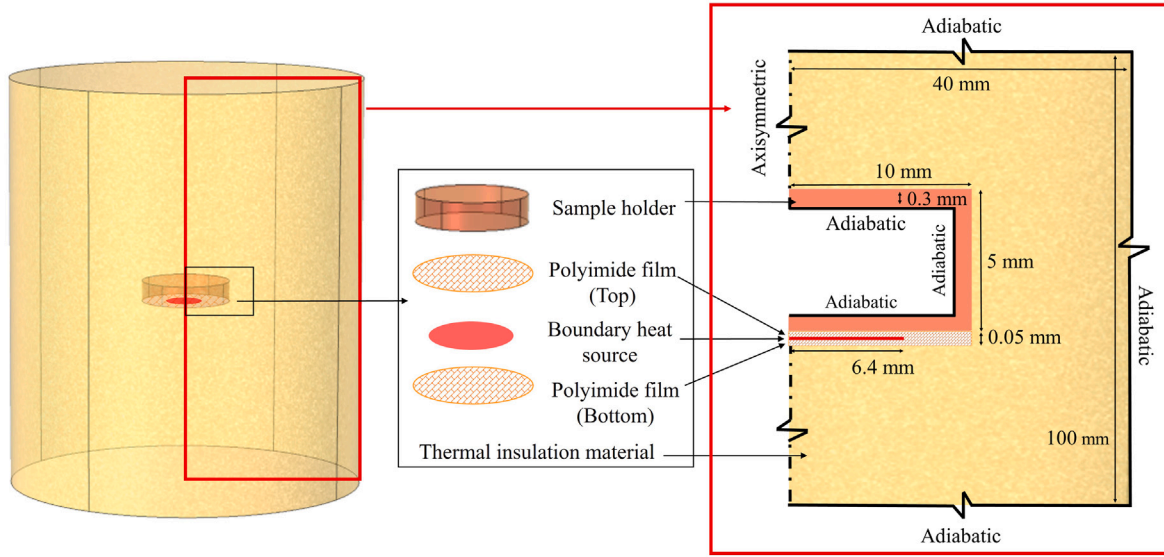 Sample holder
Polyimide film
(Top)
Boundary heat
source
Polyimide film
(Bottom)
Thermal insulation material
Adiabatic
Axisymmetric
40 mm
10 mm
0.3 mm
Adiabatic
Adiabatic
5 mm
Adiabatic
Adiabatic
0.05 mm
6.4 mm
100 mm
Adiabatic